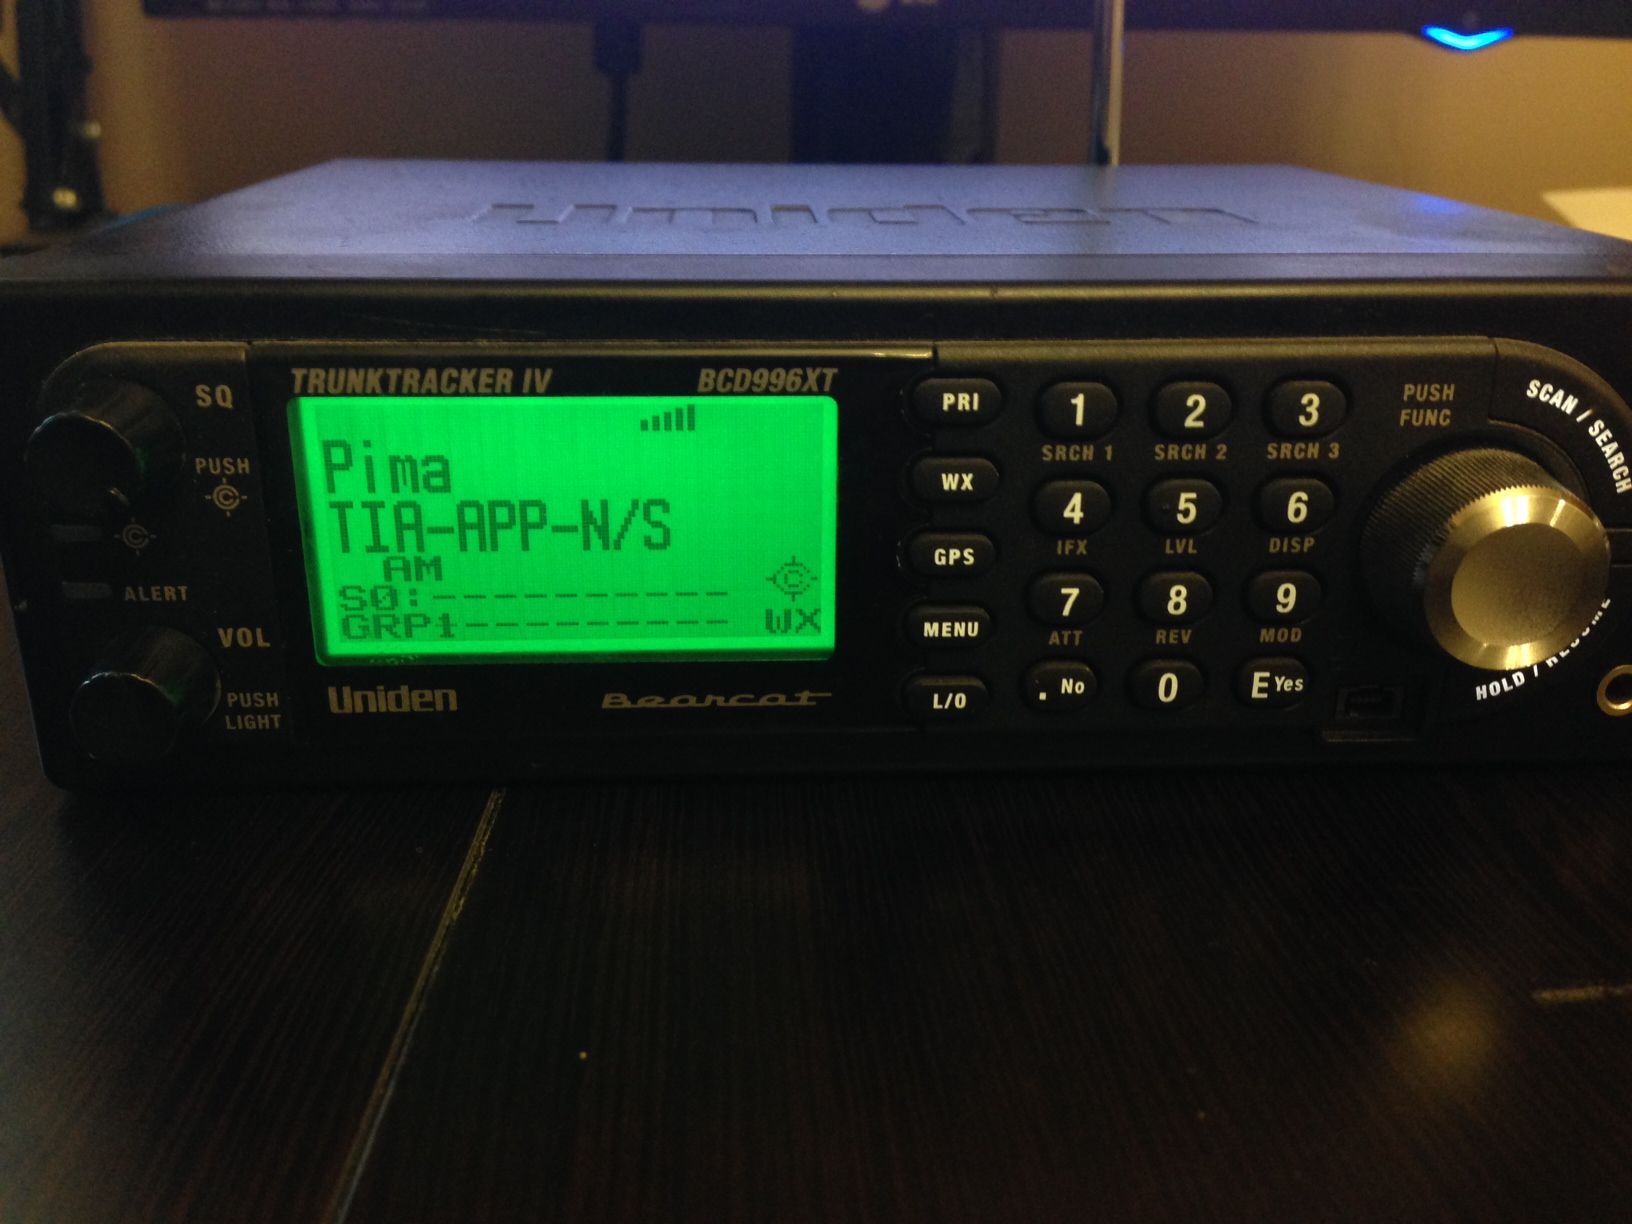 uniden
TRUNKTRACKER IV
BCD996XT
SQ
PUSH
C
C
ALERT
VOL
PUSH
LIGHT
Pima
TIA-APP-N/S
AM
S0:----------
GRP1----------
C
WX
Uniden
Bearcat
PRI
WX
GPS
MENU
L/O
1 2 3
SRCH 1 SRCH 2 SRCH 3
4 5 6
IFX LVL DISP
7 8 9
ATT REV MOD
. No 0 E Yes
PUSH
FUNC
SCAN / SEARCH
HOLD / RESUME